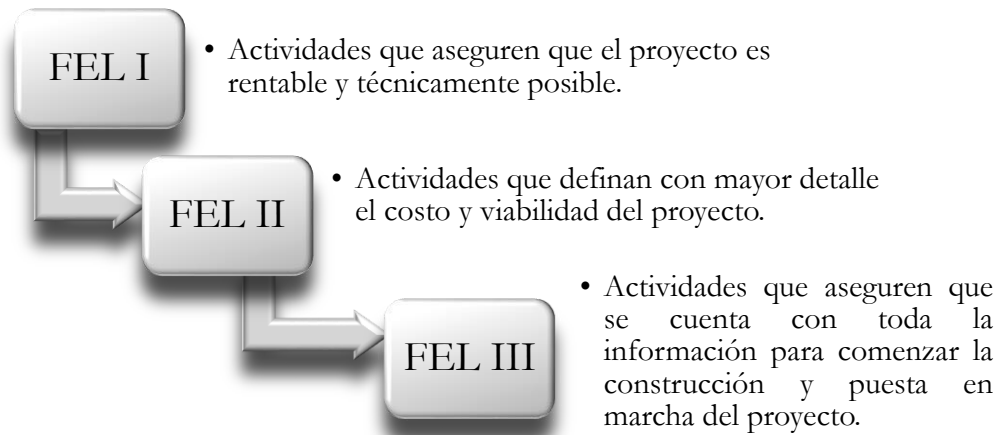 FEL I
• Actividades que aseguren que el proyecto es
rentable y técnicamente posible.
FEL II
• Actividades que definan con mayor detalle
el costo y viabilidad del proyecto.
FEL III
• Actividades que aseguren que
se cuenta con toda la
información para comenzar la
construcción y puesta en
marcha del proyecto.